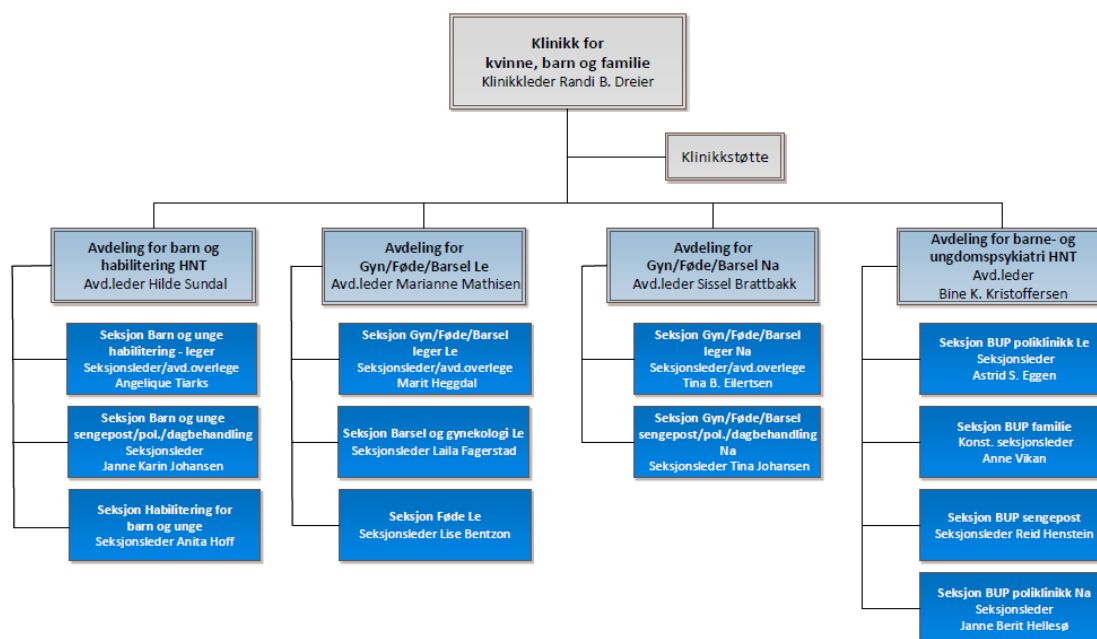 Klinikk for
kvinne, barn og familie
Klinikkleder Randi B. Dreier
Klinikkstøtte
Avdeling for barn og
habilitering HNT
Avd.leder Hilde Sundal
Seksjon Barn og unge
habilitering - leger
Seksjonsleder/avd.overlege
Angelique Tiarks
Seksjon Barn og unge
sengepost/pol./dagbehandling
Seksjonsleder
Janne Karin Johansen
Seksjon Habilitering for
barn og unge
Seksjonsleder Anita Hoff
Avdeling for
Gyn/Føde/Barsel Le
Avd.leder Marianne Mathisen
Seksjon Gyn/Føde/Barsel
leger Le
Seksjonsleder/avd.overlege
Marit Heggdal
Seksjon Barsel og gynekologi Le
Seksjonsleder Laila Fagerstad
Seksjon Føde Le
Seksjonsleder Lise Bentzon
Avdeling for
Gyn/Føde/Barsel Na
Avd.leder Sissel Brattbakk
Seksjon Gyn/Føde/Barsel
leger Na
Seksjonsleder/avd.overlege
Tina B. Eilertsen
Seksjon Gyn/Føde/Barsel
sengepost/pol./dagbehandling
Na
Seksjonsleder Tina Johansen
Avdeling for barne- og
ungdomspsykiatri HNT
Avd.leder
Bine K. Kristoffersen
Seksjon BUP poliklinikk Le
Seksjonsleder
Astrid S. Eggen
Seksjon BUP familie
Konst. seksjonsleder
Anne Vikan
Seksjon BUP sengepost
Seksjonsleder Reid Henstein
Seksjon BUP poliklinikk Na
Seksjonsleder
Janne Berit Hellesø